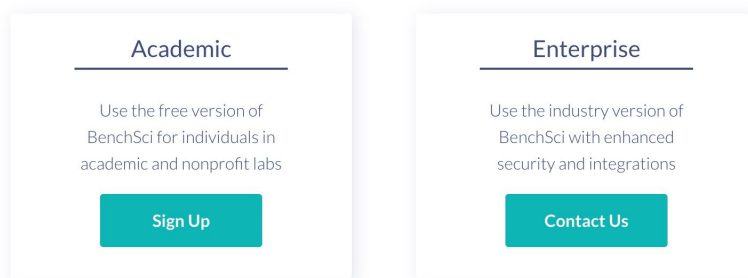 Academic
Use the free version of
BenchSci for individuals in
academic and nonprofit labs
Sign Up
Enterprise
Use the industry version of
BenchSci with enhanced
security and integrations
Contact Us